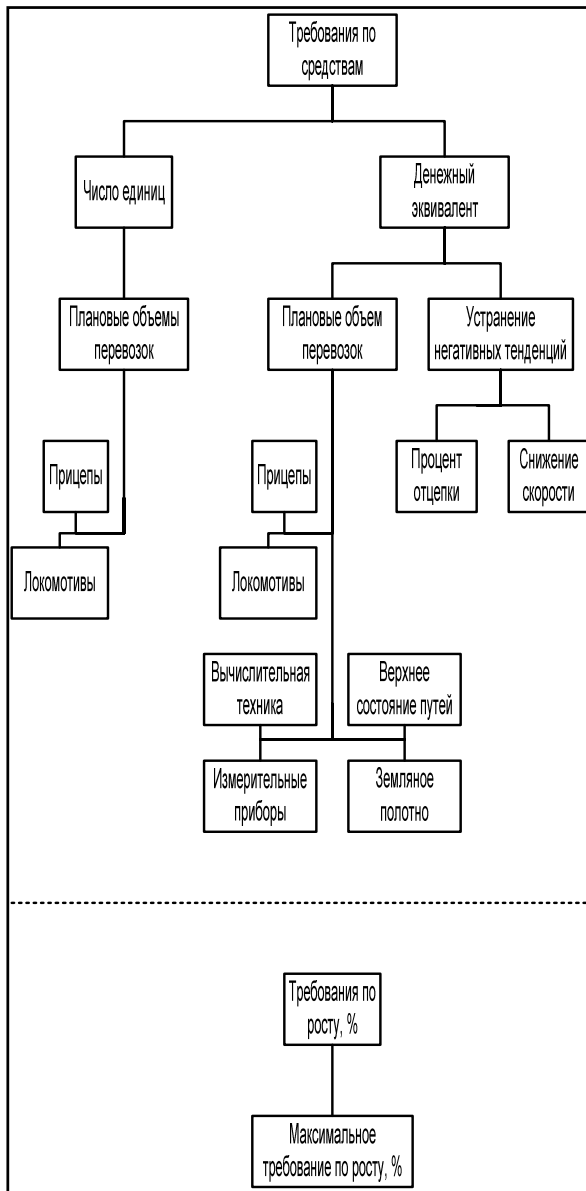 Требования по
средствам
Число единиц
Денежный
эквивалент
Плановые объемы
перевозок
Плановые объем
перевозок
Устранение
негативных тенденций
Прицепы
Прицепы
Процент
отцепки
Снижение
скорости
Локомотивы
Локомотивы
Вычислительная
техника
Верхнее
состояние путей
Измерительные
приборы
Земляное
полотно
Требования по
росту, %
Максимальное
требование по росту, %